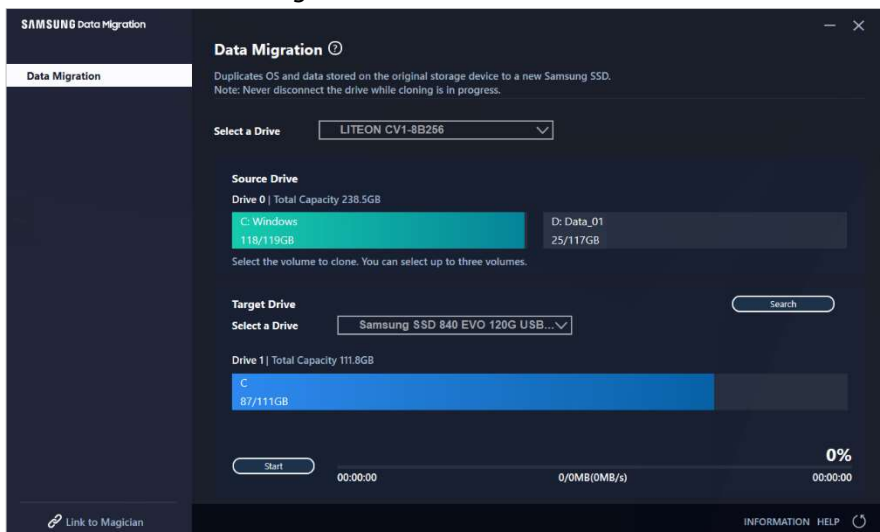 SAMSUNG Data Migration
Data Migration ?
Data Migration
Duplicates OS and data stored on the original storage device to a new Samsung SSD.
Note: Never disconnect the drive while cloning is in progress.
Select a Drive LITEON CV1-8B256
Source Drive
Drive 0 | Total Capacity 238.5GB
C: Windows D: Data_01
118/119GB 25/117GB
Select the volume to clone. You can select up to three volumes.
Target Drive Search
Select a Drive Samsung SSD 840 EVO 120G USB...
Drive 1 | Total Capacity 111.8GB
C
87/111GB
0%
Start
00:00:00 0/0MB(0MB/s) 00:00:00
Link to Magician INFORMATION HELP